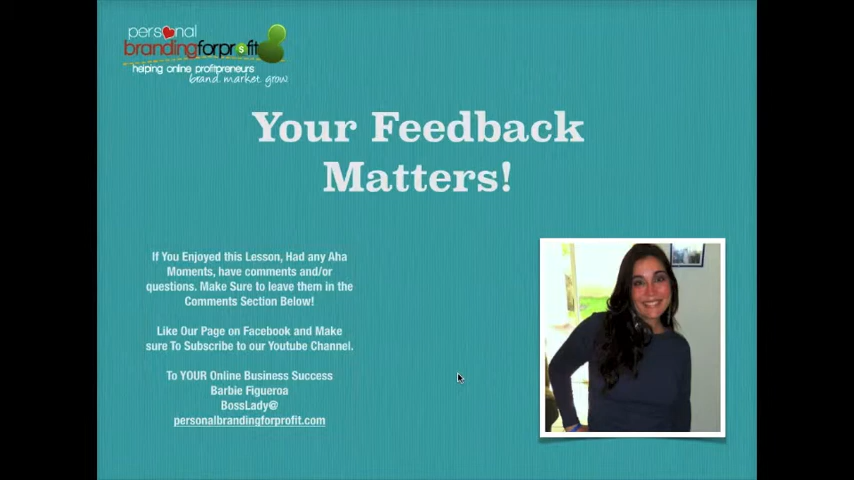 personal
brandingforprofit
helping online profitpreneurs
brand. market. grow
Your Feedback
Matters!
If You Enjoyed this Lesson, Had any Aha
Moments, have comments and/or
questions. Make Sure to leave them in the
Comments Section Below!
Like Our Page on Facebook and Make
sure To Subscribe to our Youtube Channel.
To YOUR Online Business Success
Barbie Figueroa
BossLady@
personalbrandingforprofit.com